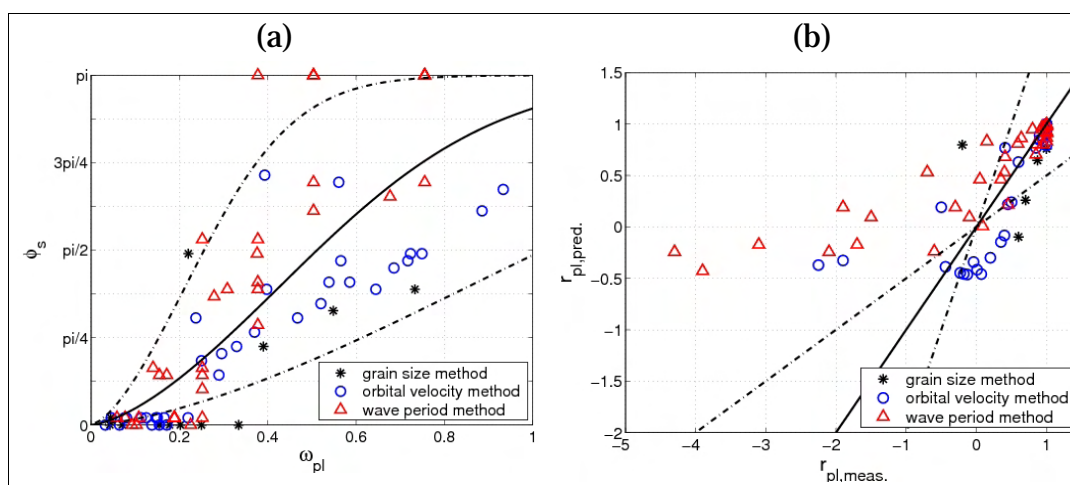 (a)
pi
3pi/4
pi/2
pi/4
0
ϕs
0
0.2
0.4
0.6
0.8
1
ωpl
grain size method
orbital velocity method
wave period method
(b)
1.5
1
0.5
0
−0.5
−1
−1.5
−2
rpl,pred.
−5
−4
−3
−2
−1
0
1
rpl,meas.
grain size method
orbital velocity method
wave period method